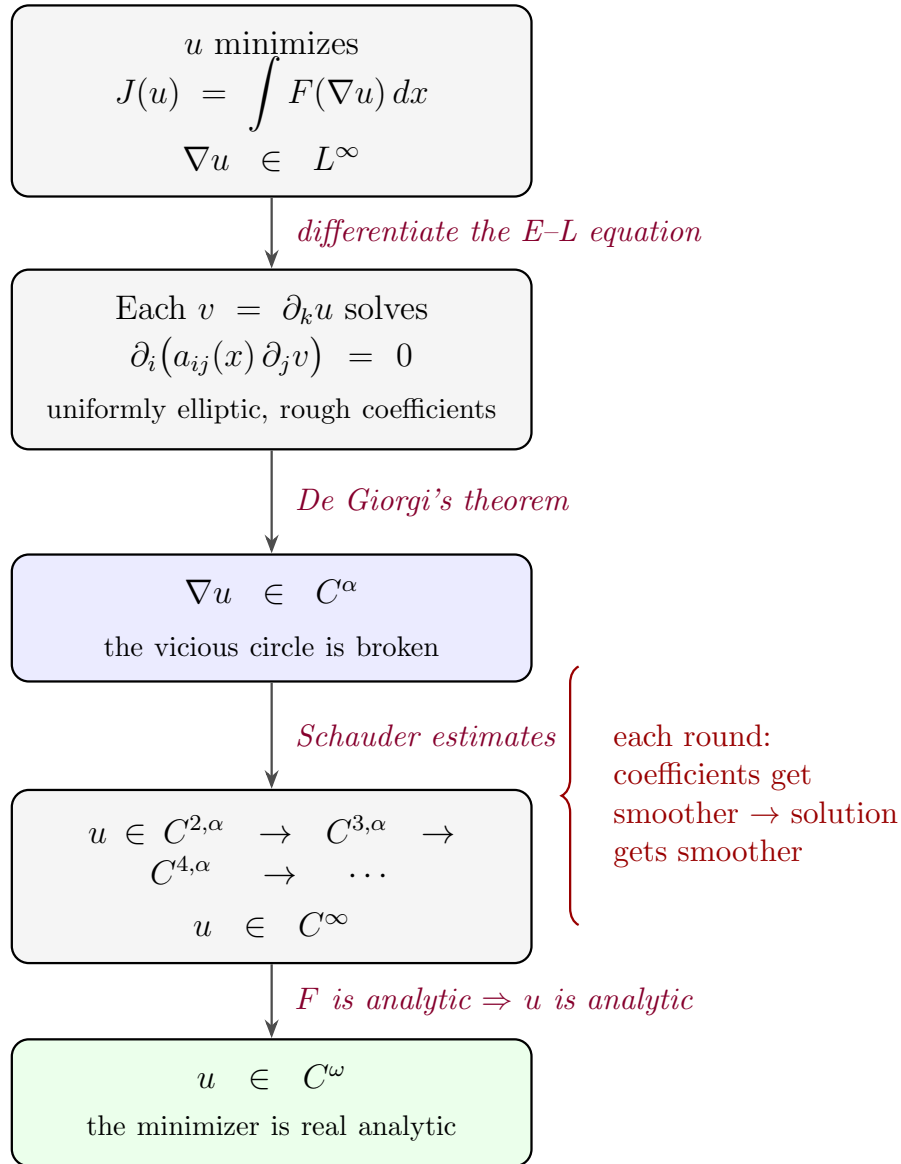 u minimizes
J(u) = ∫ F(∇u) dx
∇u ∈ L^∞
differentiate the E–L equation
Each v = ∂_k u solves
∂_i(a_{ij}(x) ∂_j v) = 0
uniformly elliptic, rough coefficients
De Giorgi's theorem
∇u ∈ C^α
the vicious circle is broken
Schauder estimates
each round:
coefficients get
smoother → solution
gets smoother
u ∈ C^{2,α} → C^{3,α} →
C^{4,α} → ⋯
u ∈ C^∞
F is analytic ⇒ u is analytic
u ∈ C^ω
the minimizer is real analytic